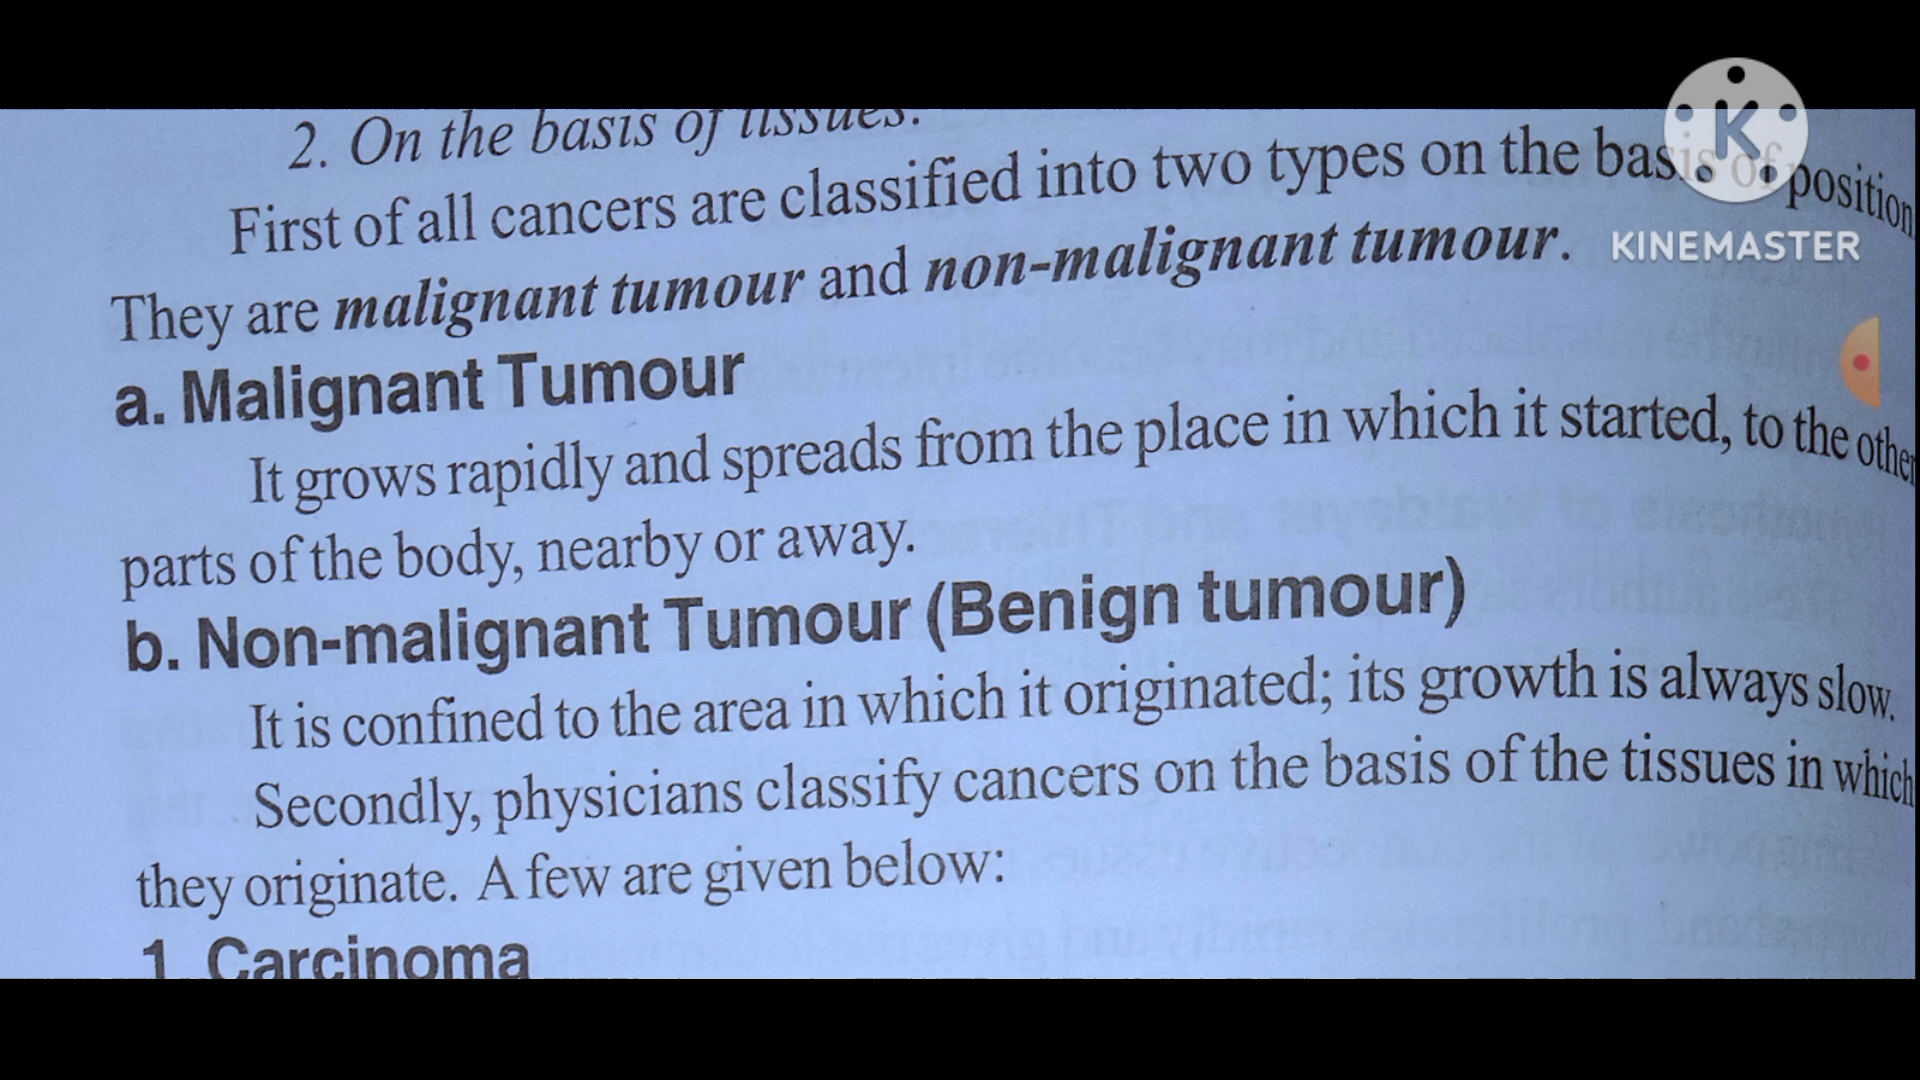 2. On the basis of tissues.
First of all cancers are classified into two types on the basis of position
They are malignant tumour and non-malignant tumour.
KINEMASTER
a. Malignant Tumour
It grows rapidly and spreads from the place in which it started, to the other
parts of the body, nearby or away.
b. Non-malignant Tumour (Benign tumour)
It is confined to the area in which it originated; its growth is always slow.
Secondly, physicians classify cancers on the basis of the tissues in which
they originate. A few are given below:
1. Carcinoma